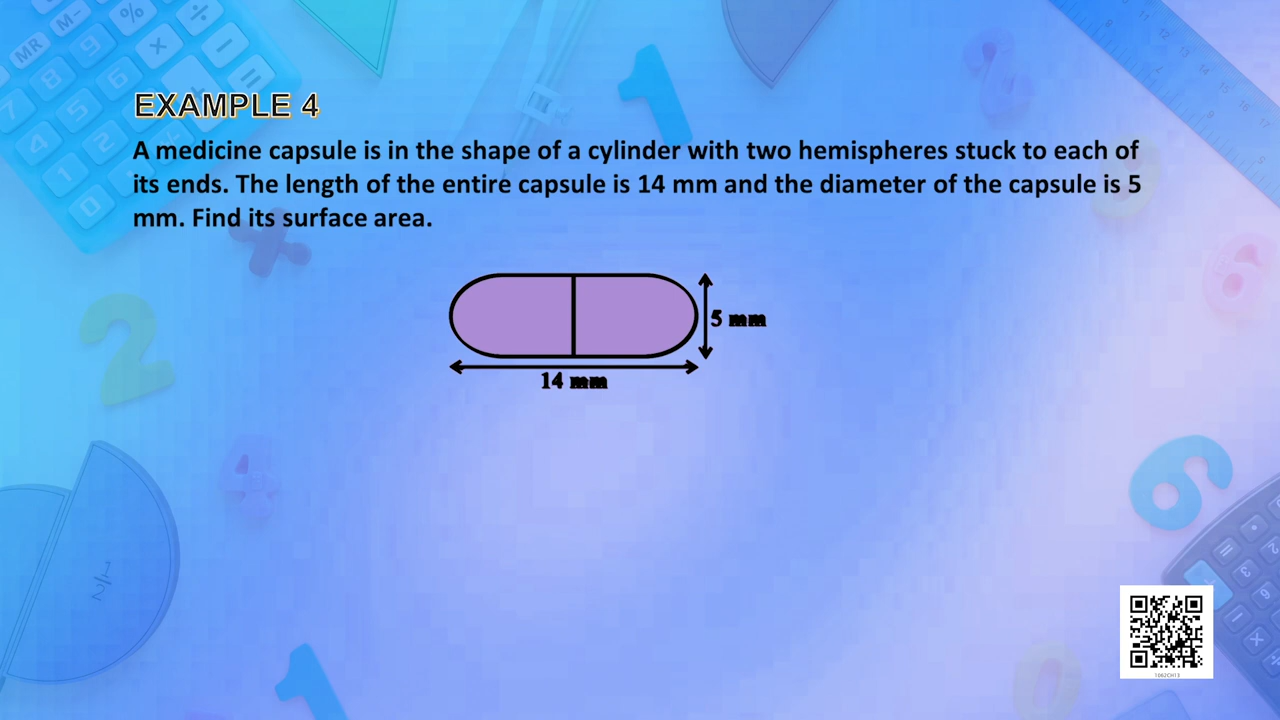 EXAMPLE 4
A medicine capsule is in the shape of a cylinder with two hemispheres stuck to each of
its ends. The length of the entire capsule is 14 mm and the diameter of the capsule is 5
mm. Find its surface area.
5 mm
14 mm
1062CH13